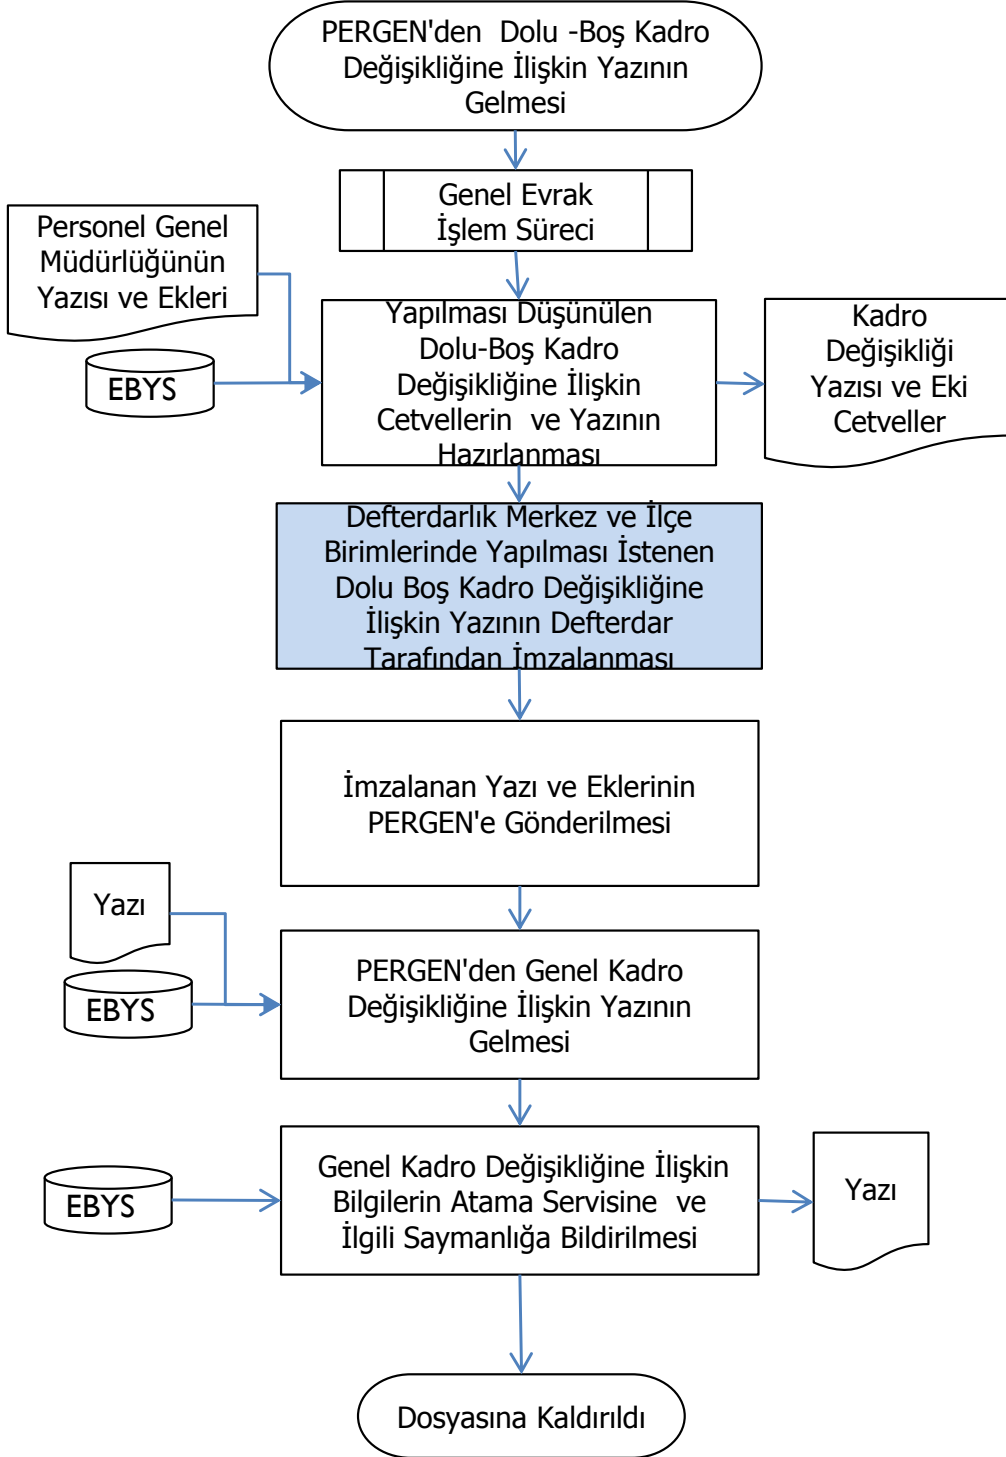 PERGEN'den Dolu -Boş Kadro
Değişikliğine İlişkin Yazının
Gelmesi
Genel Evrak
İşlem Süreci
Personel Genel
Müdürlüğünün
Yazısı ve Ekleri
EBYS
Yapılması Düşünülen
Dolu-Boş Kadro
Değişikliğine İlişkin
Cetvellerin ve Yazının
Hazırlanması
Kadro
Değişikliği
Yazısı ve Eki
Cetveller
Defterdarlık Merkez ve İlçe
Birimlerinde Yapılması İstenen
Dolu Boş Kadro Değişikliğine
İlişkin Yazının Defterdar
Tarafından İmzalanması
İmzalanan Yazı ve Eklerinin
PERGEN'e Gönderilmesi
Yazı
EBYS
PERGEN'den Genel Kadro
Değişikliğine İlişkin Yazının
Gelmesi
EBYS
Genel Kadro Değişikliğine İlişkin
Bilgilerin Atama Servisine ve
İlgili Saymanlığa Bildirilmesi
Yazı
Dosyasına Kaldırıldı